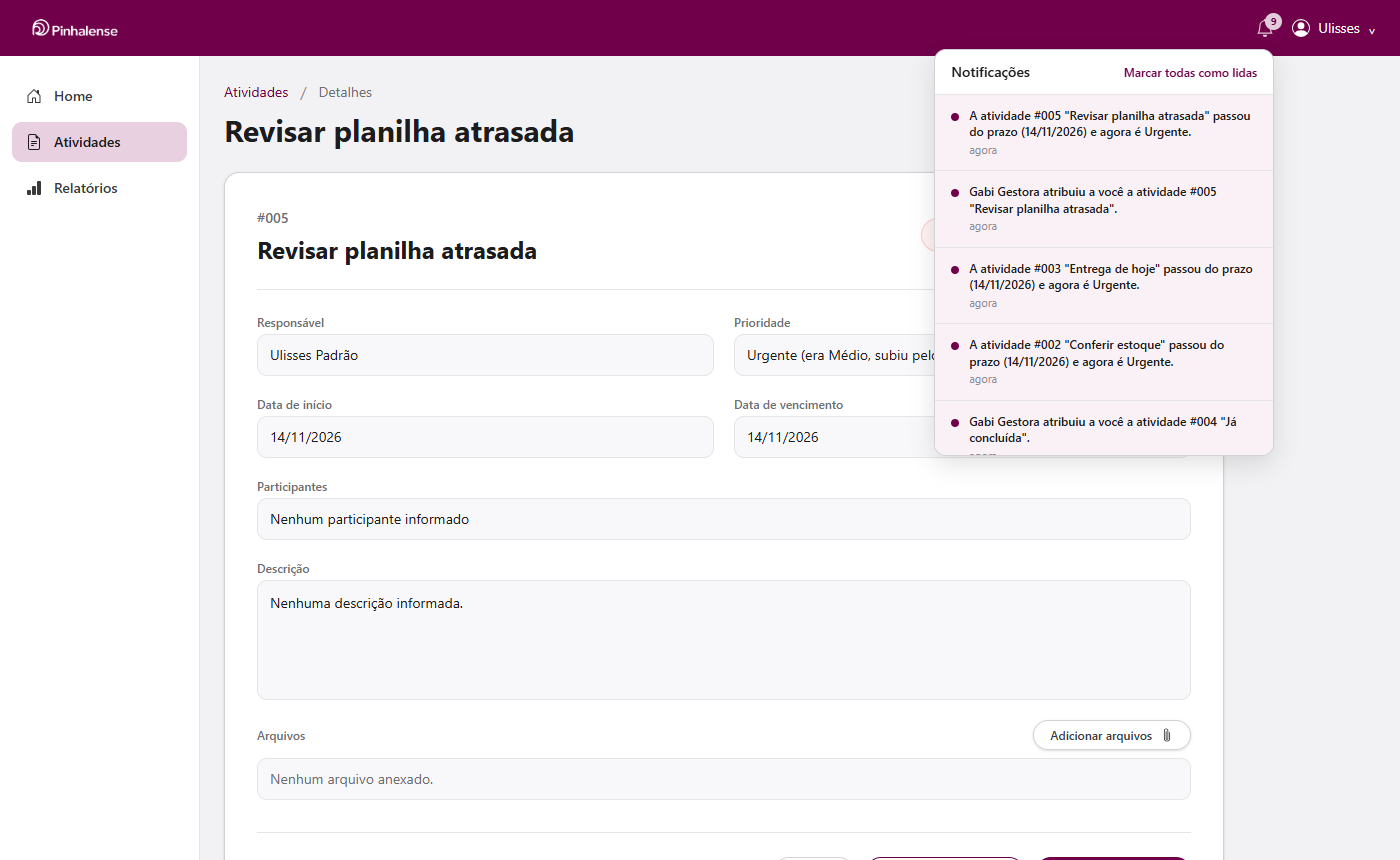 Pinhalense
9
Ulisses
Home
Atividades
Relatórios
Atividades / Detalhes
Revisar planilha atrasada
#005
Revisar planilha atrasada
Responsável
Ulisses Padrão
Prioridade
Urgente (era Médio, subiu
Data de início
14/11/2026
Data de vencimento
14/11/2026
Participantes
Nenhum participante informado
Descrição
Nenhuma descrição informada.
Arquivos
Adicionar arquivos
Nenhum arquivo anexado.
Notificações
Marcar todas como lidas
A atividade #005 "Revisar planilha atrasada" passou
do prazo (14/11/2026) e agora é Urgente.
agora
Gabi Gestora atribuiu a você a atividade #005
"Revisar planilha atrasada".
agora
A atividade #003 "Entrega de hoje" passou do prazo
(14/11/2026) e agora é Urgente.
agora
A atividade #002 "Conferir estoque" passou do
prazo (14/11/2026) e agora é Urgente.
agora
Gabi Gestora atribuiu a você a atividade #004 "Já
concluída".